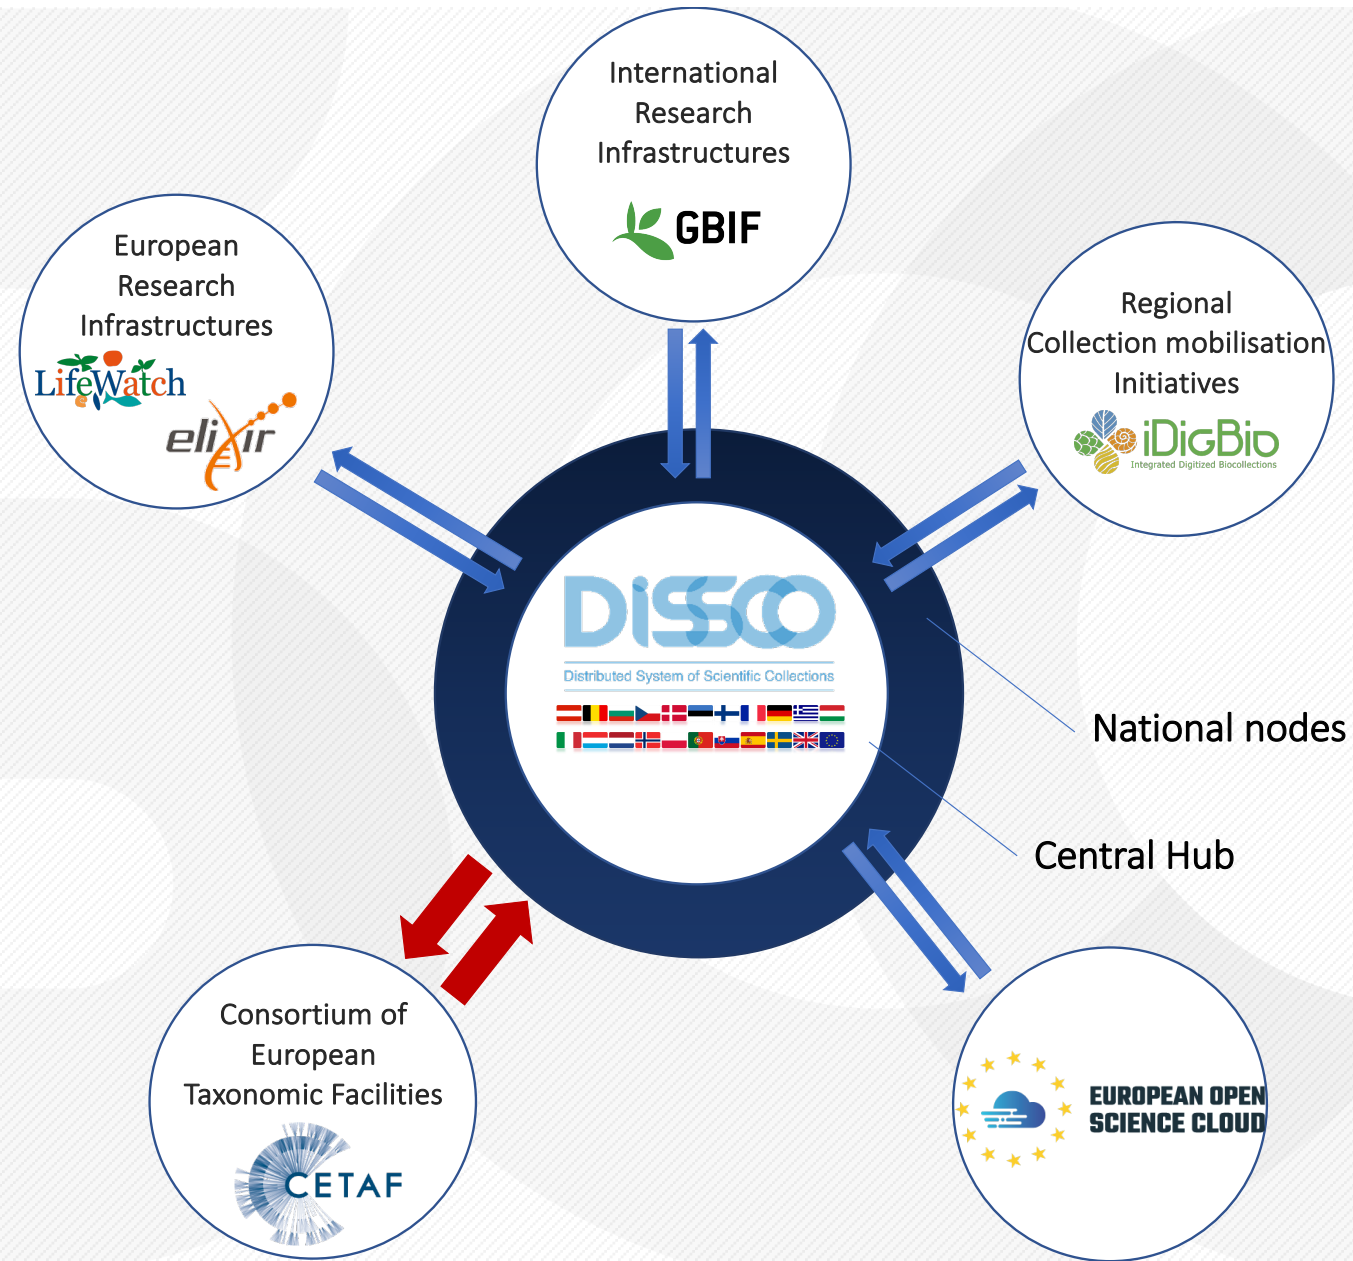 International
Research
Infrastructures
GBIF
European
Research
Infrastructures
LifeWatch
elixir
Regional
Collection mobilisation
Initiatives
iDigBio
Integrated Digitized Biocollections
DiSSCO
Distributed System of Scientific Collections
National nodes
Central Hub
Consortium of
European
Taxonomic Facilities
CETAF
EUROPEAN OPEN
SCIENCE CLOUD